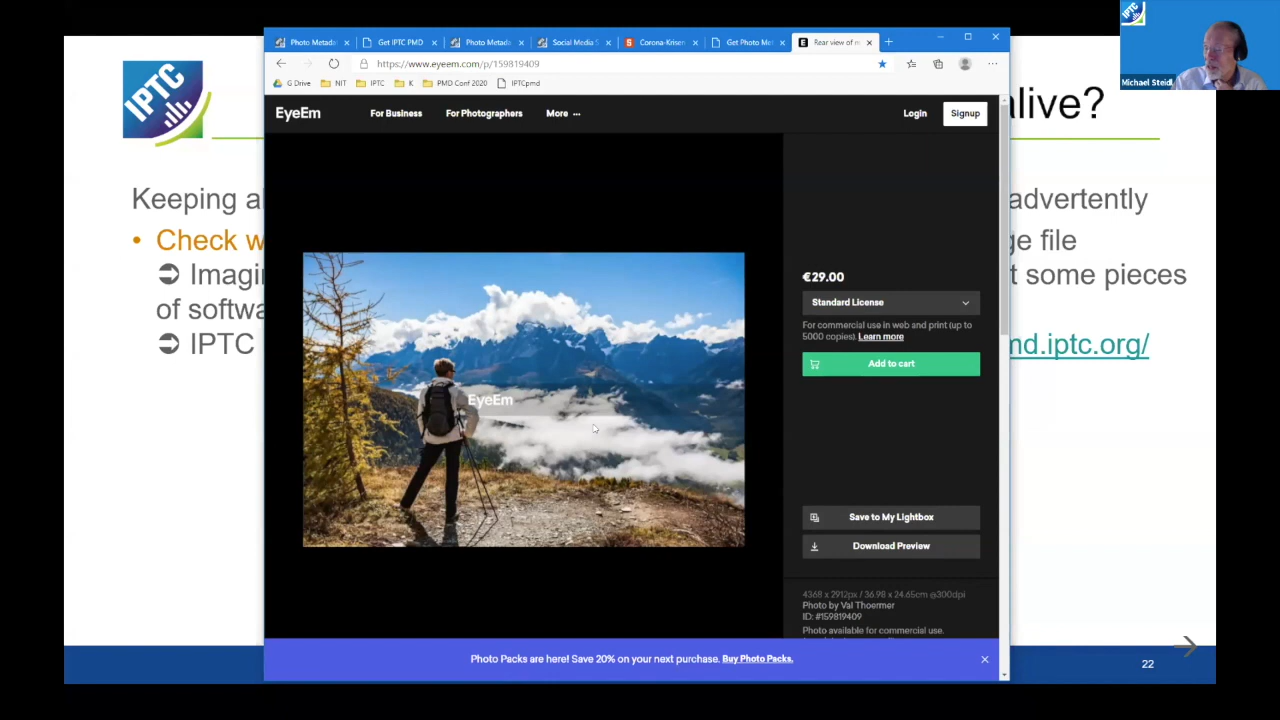 Photo Metad
Get IPTC PMD
Photo Metada
Social Media S
Corona-Krisen
Get Photo Met
Rear view of m
https://www.eyeem.com/p/159819409
G Drive
NIT
IPTC
K
PMD Conf 2020
IPTCpmd
IPTC
Michael Steidl
alive?
EyeEm
For Business
For Photographers
More
Login
Signup
Keeping a
advertently
Check w
ge file
Imagi
t some pieces
of softwa
IPTC
md.iptc.org/
€29.00
Standard License
For commercial use in web and print (up to
5000 copies). Learn more
Add to cart
EyeEm
Save to My Lightbox
Download Preview
4368 x 2912px / 36.98 x 24.65cm @300dpi
Photo by Val Thoermer
ID: #159819409
Photo available for commercial use.
Photo Packs are here! Save 20% on your next purchase. Buy Photo Packs.
22